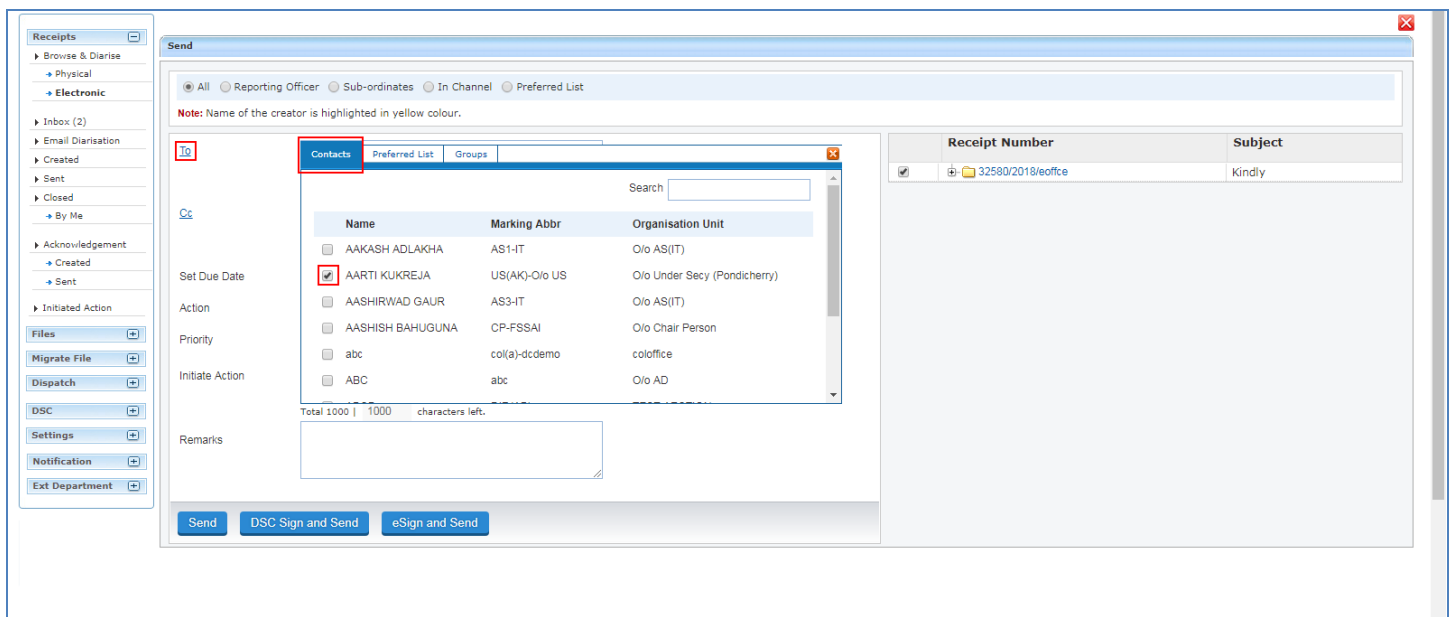 Receipts
Browse & Diarise
Physical
Electronic
Inbox (2)
Email Diarisation
Created
Sent
Closed
By Me
Acknowledgement
Created
Sent
Initiated Action
Files
Migrate File
Dispatch
DSC
Settings
Notification
Ext Department
Send
All Reporting Officer Sub-ordinates In Channel Preferred List
Note: Name of the creator is highlighted in yellow colour.
To
Cc
Set Due Date
Action
Priority
Initiate Action
Remarks
Contacts Preferred List Groups
Search
Name Marking Abbr Organisation Unit
AAKASH ADLAKHA AS1-IT O/o AS(IT)
AARTI KUKREJA US(AK)-O/o US O/o Under Secy (Pondicherry)
AASHIRWAD GAUR AS3-IT O/o AS(IT)
AASHISH BAHUGUNA CP-FSSAI O/o Chair Person
abc col(a)-dcdemo coloffice
ABC abc O/o AD
Total 1000 | 1000 characters left.
Send DSC Sign and Send eSign and Send
Receipt Number Subject
32580/2018/eoffce Kindly